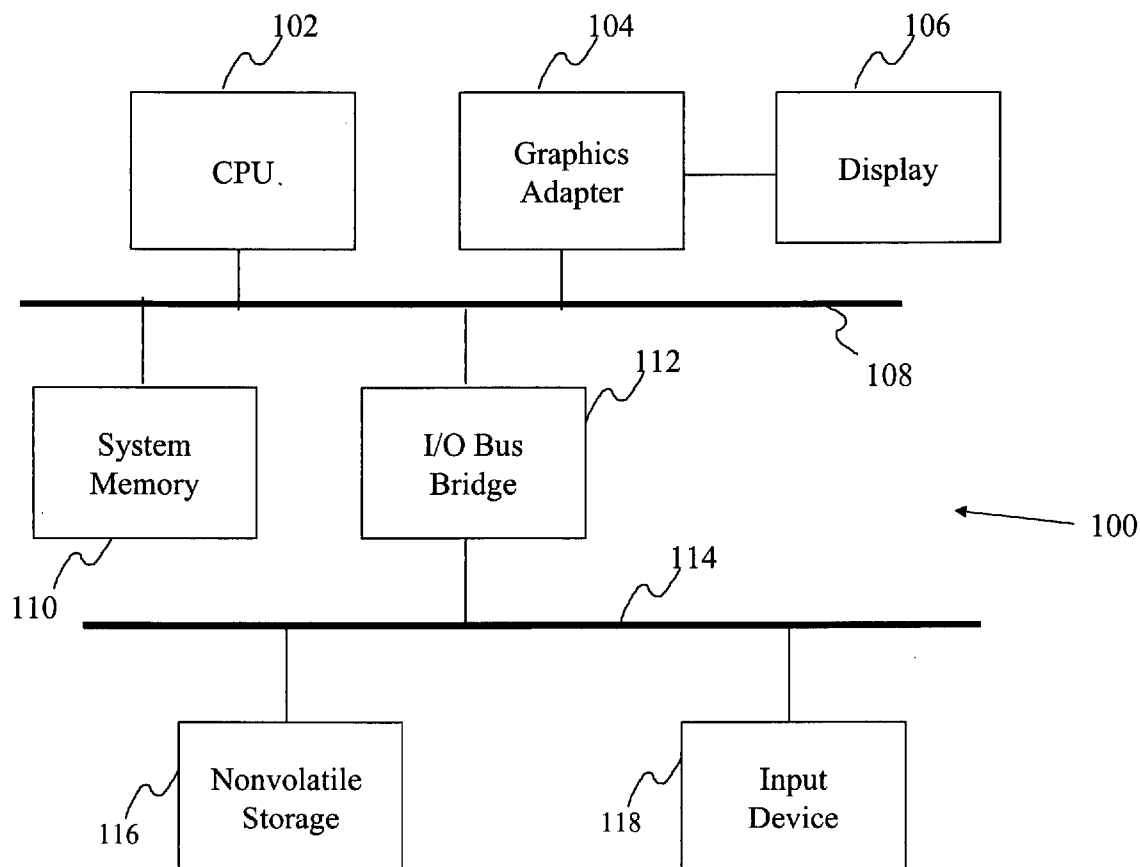 102
104
106
CPU
Graphics
Adapter
Display
108
112
System
Memory
I/O Bus
Bridge
100
110
114
Nonvolatile
Storage
116
Input
Device
118